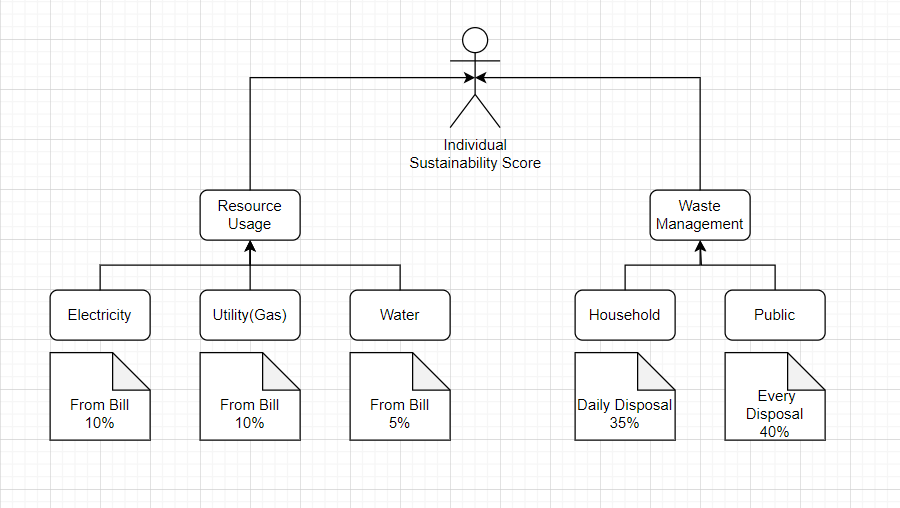 Individual
Sustainability Score
Resource
Usage
Waste
Management
Electricity
Utility(Gas)
Water
Household
Public
From Bill
10%
From Bill
10%
From Bill
5%
Daily Disposal
35%
Every
Disposal
40%